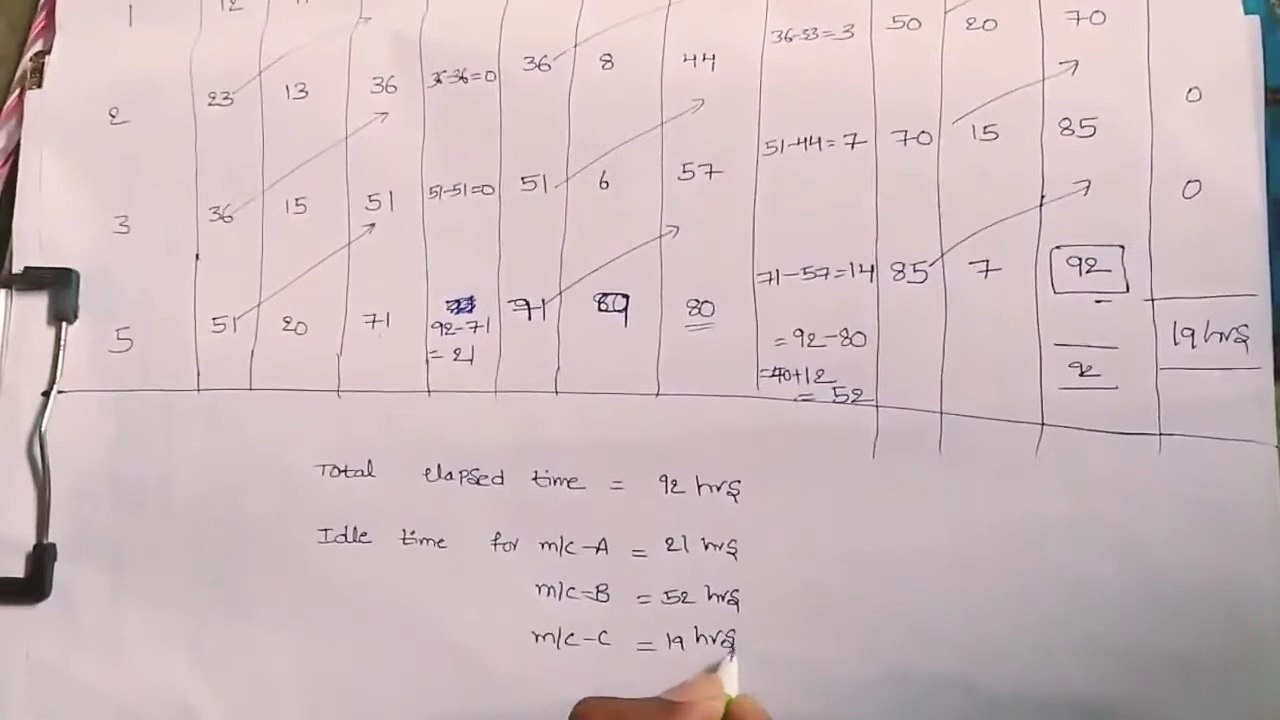 1 12 36-33=3 50 20 70
2 23 13 36 36-36=0 36 8 44 51-44=7 70 15 85 0
3 36 15 51 51-51=0 51 6 57 71-57=14 85 7 92 0
5 51 20 71 92-71 71 80 =92-80 19 hrs
=21 =40+12 92
=52
Total elapsed time = 92 hrs
Idle time for m/c-A = 21 hrs
m/c-B = 52 hrs
m/c-C = 19 hrs